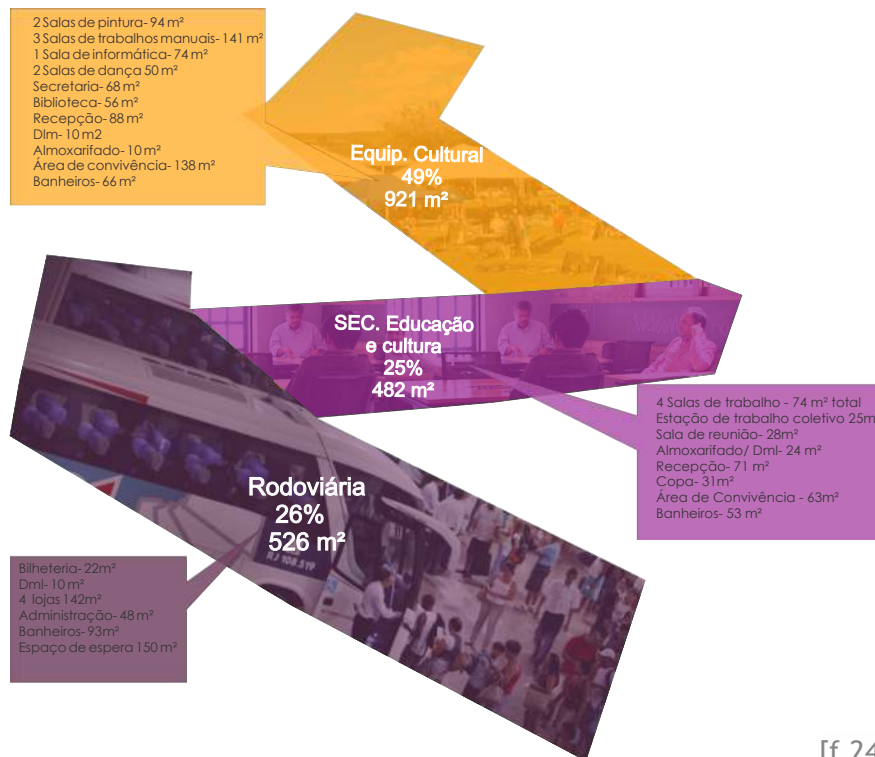 2 Salas de pintura- 94 m²
3 Salas de trabalhos manuais- 141 m²
1 Sala de informática- 74 m²
2 Salas de dança 50 m²
Secretaria- 68 m²
Biblioteca- 56 m²
Recepção- 88 m²
Dlm- 10 m2
Almoxarifado- 10 m²
Área de convivência- 138 m²
Banheiros- 66 m²
Equip. Cultural
49%
921 m²
SEC. Educação
e cultura
25%
482 m²
4 Salas de trabalho - 74 m² total
Estação de trabalho coletivo 25m
Sala de reunião- 28m²
Almoxarifado/ Dml- 24 m²
Recepção- 71 m²
Copa- 31m²
Área de Convivência - 63m²
Banheiros- 53 m²
Rodoviária
26%
526 m²
RJ 108.519
Bilheteria- 22m²
Dml- 10 m²
4 lojas 142m²
Administração- 48 m²
Banheiros- 93m²
Espaço de espera 150 m²
[f. 24